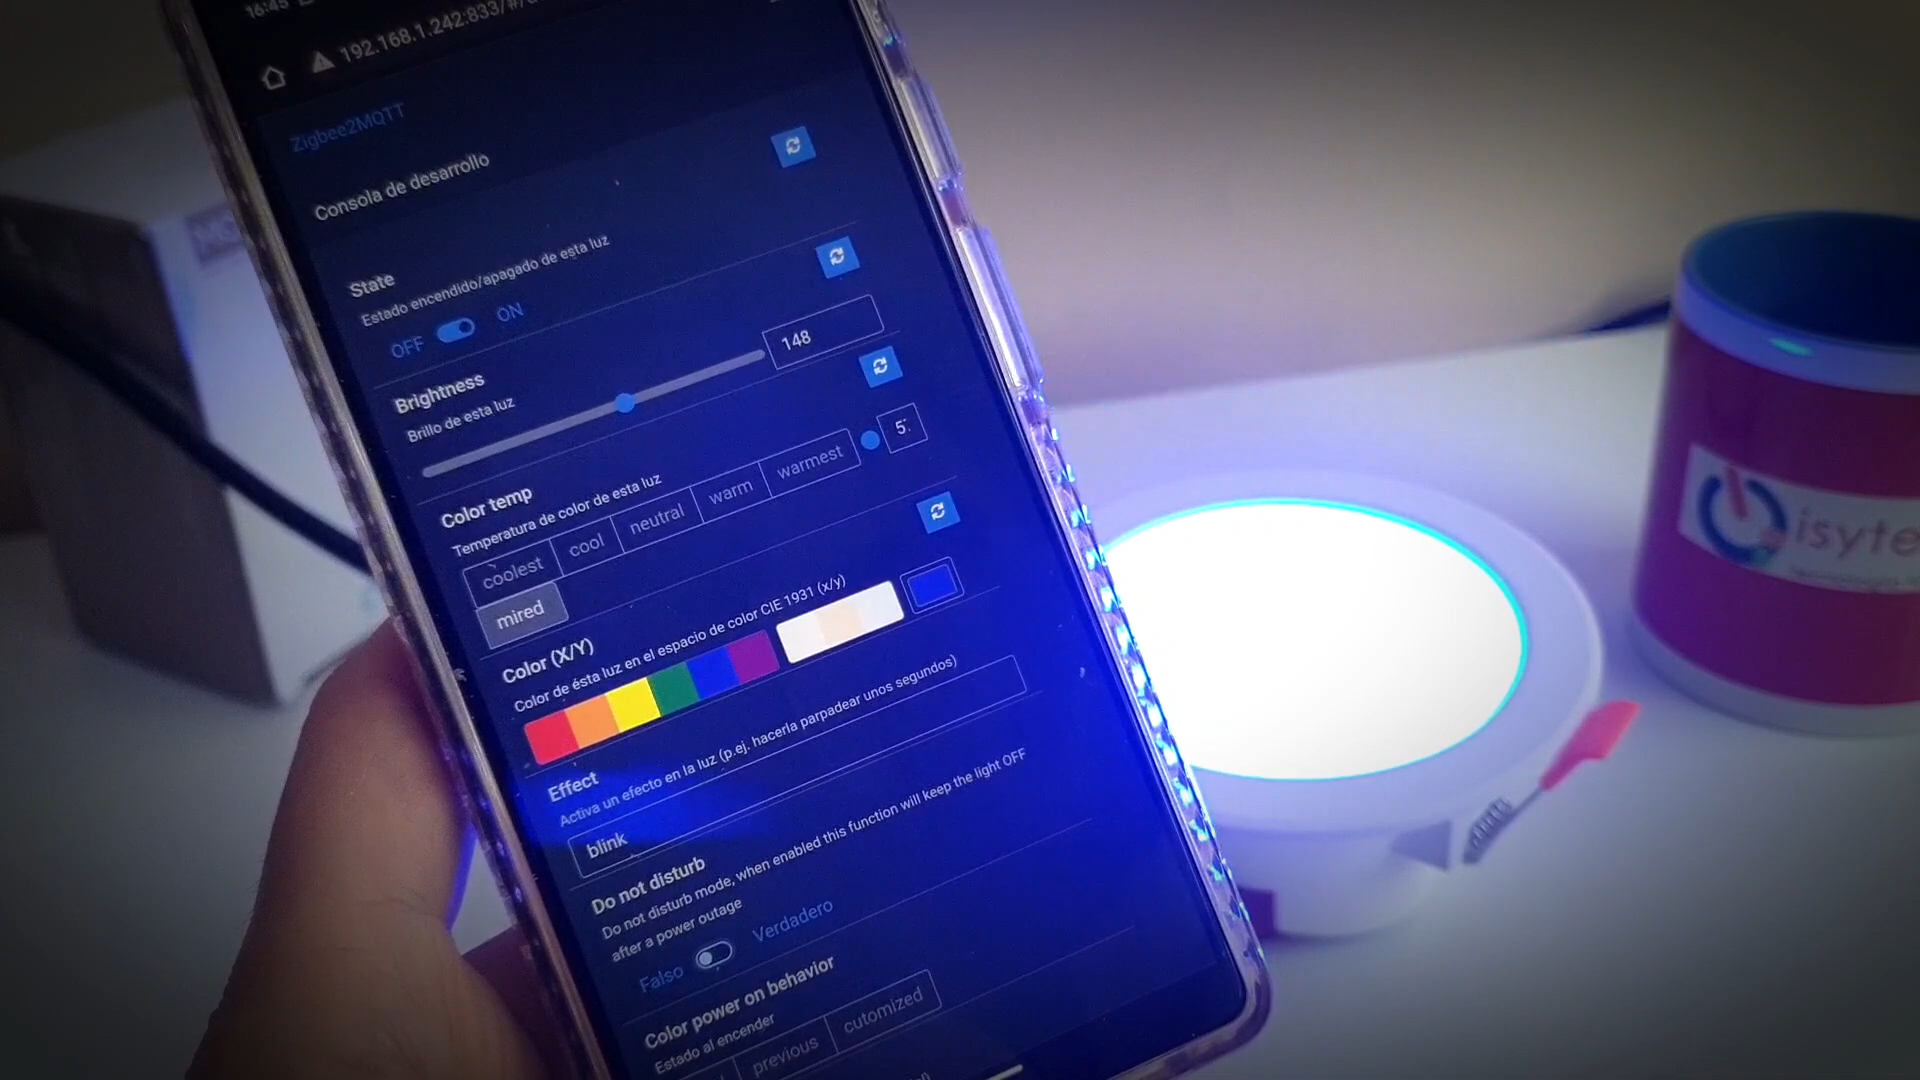 16:45
192.168.1.242:833/#/
Zigbee2MQTT
Consola de desarrollo
State
Estado encendido/apagado de esta luz
OFF ON
Brightness
Brillo de esta luz
148
Color temp
Temperatura de color de esta luz
coolest cool neutral warm warmest 5
mired
Color (X/Y)
Color de ésta luz en el espacio de color CIE 1931 (x/y)
Effect
Activa un efecto en la luz (p.ej. hacerla parpadear unos segundos)
blink
Do not disturb
Do not disturb mode, when enabled this function will keep the light OFF
after a power outage
Falso Verdadero
Color power on behavior
Estado al encender
previous cutomized
isyte